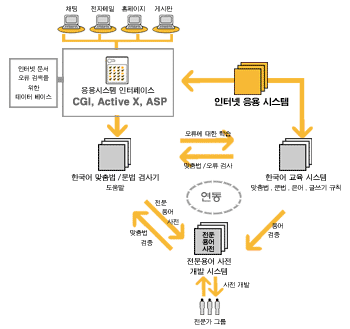 채팅 전자메일 홈페이지 게시판
인터넷 문서
오류 검색를
위한
데이터 베이스
응용시스템 인터페이스
CGI, Active X, ASP
인터넷 응용 시스템
오류에 대한 학습
맞춤법 / 오류 검사
한국어 맞춤법 / 문법 검사기
도움말
한국어 교육 시스템
맞춤법, 문법, 은어, 글쓰기 규칙
연동
전문
용어
사전
맞춤법
검증
용어
검증
전문
용어
사전
전문용어 사전
개발 시스템
사전 개발
전문가 그룹